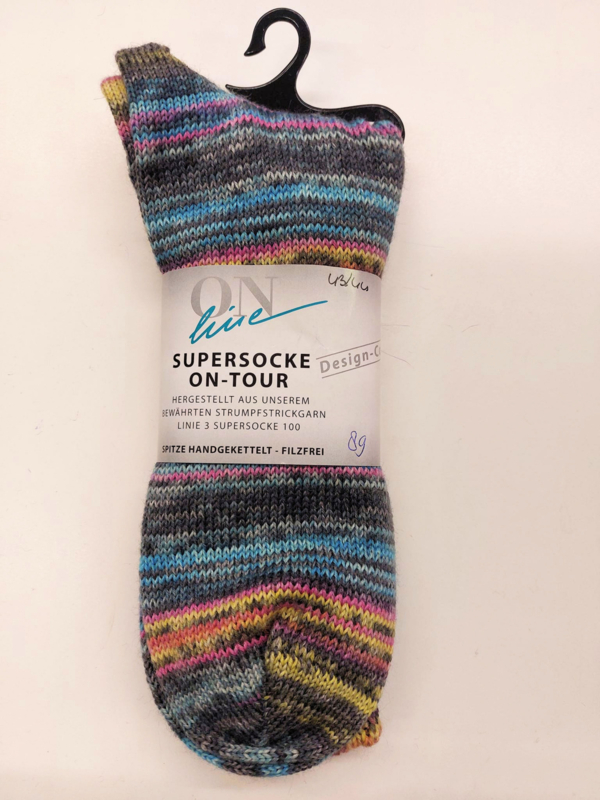 43/44
ON
line
SUPERSOCKE
ON-TOUR
Design-C
HERGESTELLT AUS UNSEREM
BEWÄHRTEN STRUMPFSTRICKGARN
LINIE 3 SUPERSOCKE 100
89
SPITZE HANDGEKETTELT - FILZFREI